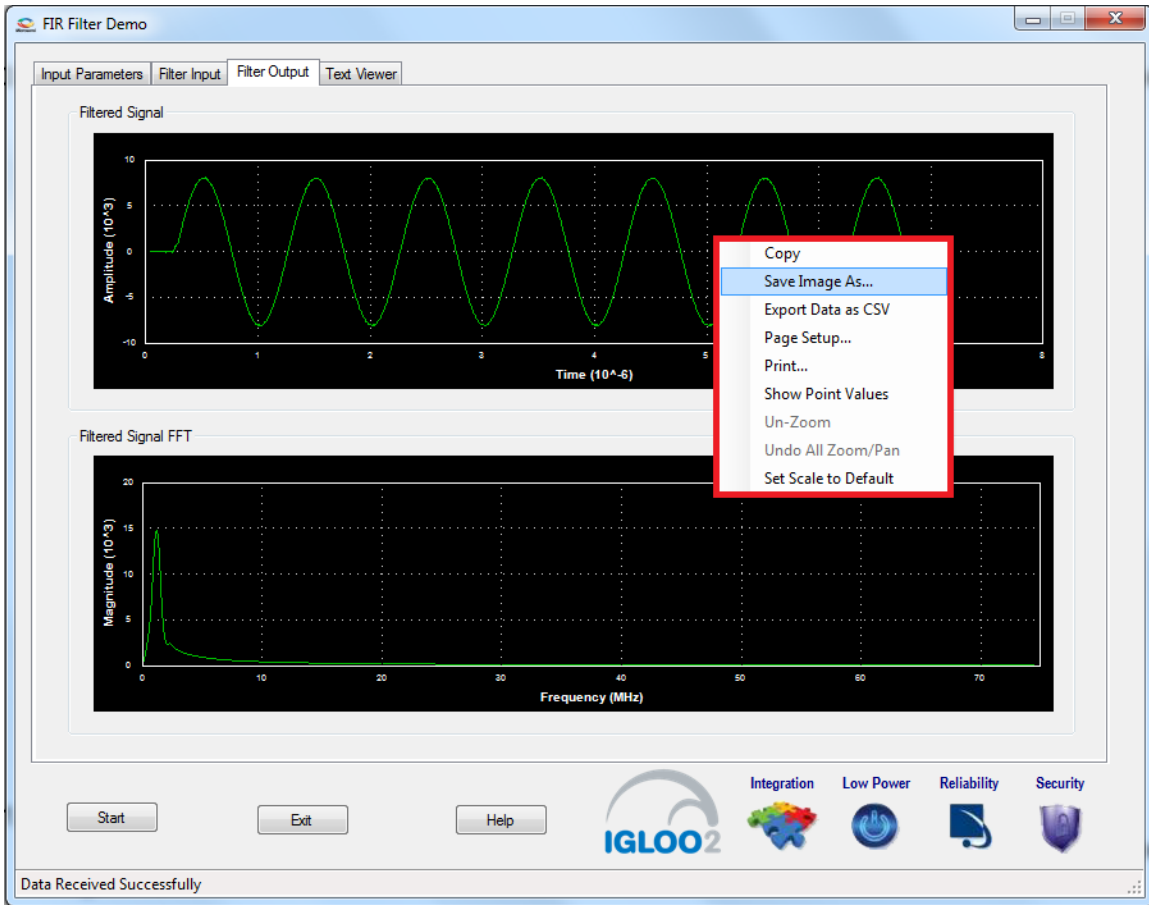 FIR Filter Demo
Input Parameters Filter Input Filter Output Text Viewer
Filtered Signal
10
5
0
-5
-10
Amplitude (10^3)
0 1 2 3 4 5 8
Time (10^-6)
Copy
Save Image As...
Export Data as CSV
Page Setup...
Print...
Show Point Values
Un-Zoom
Undo All Zoom/Pan
Set Scale to Default
Filtered Signal FFT
20
15
10
5
0
Magnitude (10^3)
0 10 20 30 40 50 60 70
Frequency (MHz)
Start Exit Help
IGLOO2
Integration Low Power Reliability Security
Data Received Successfully